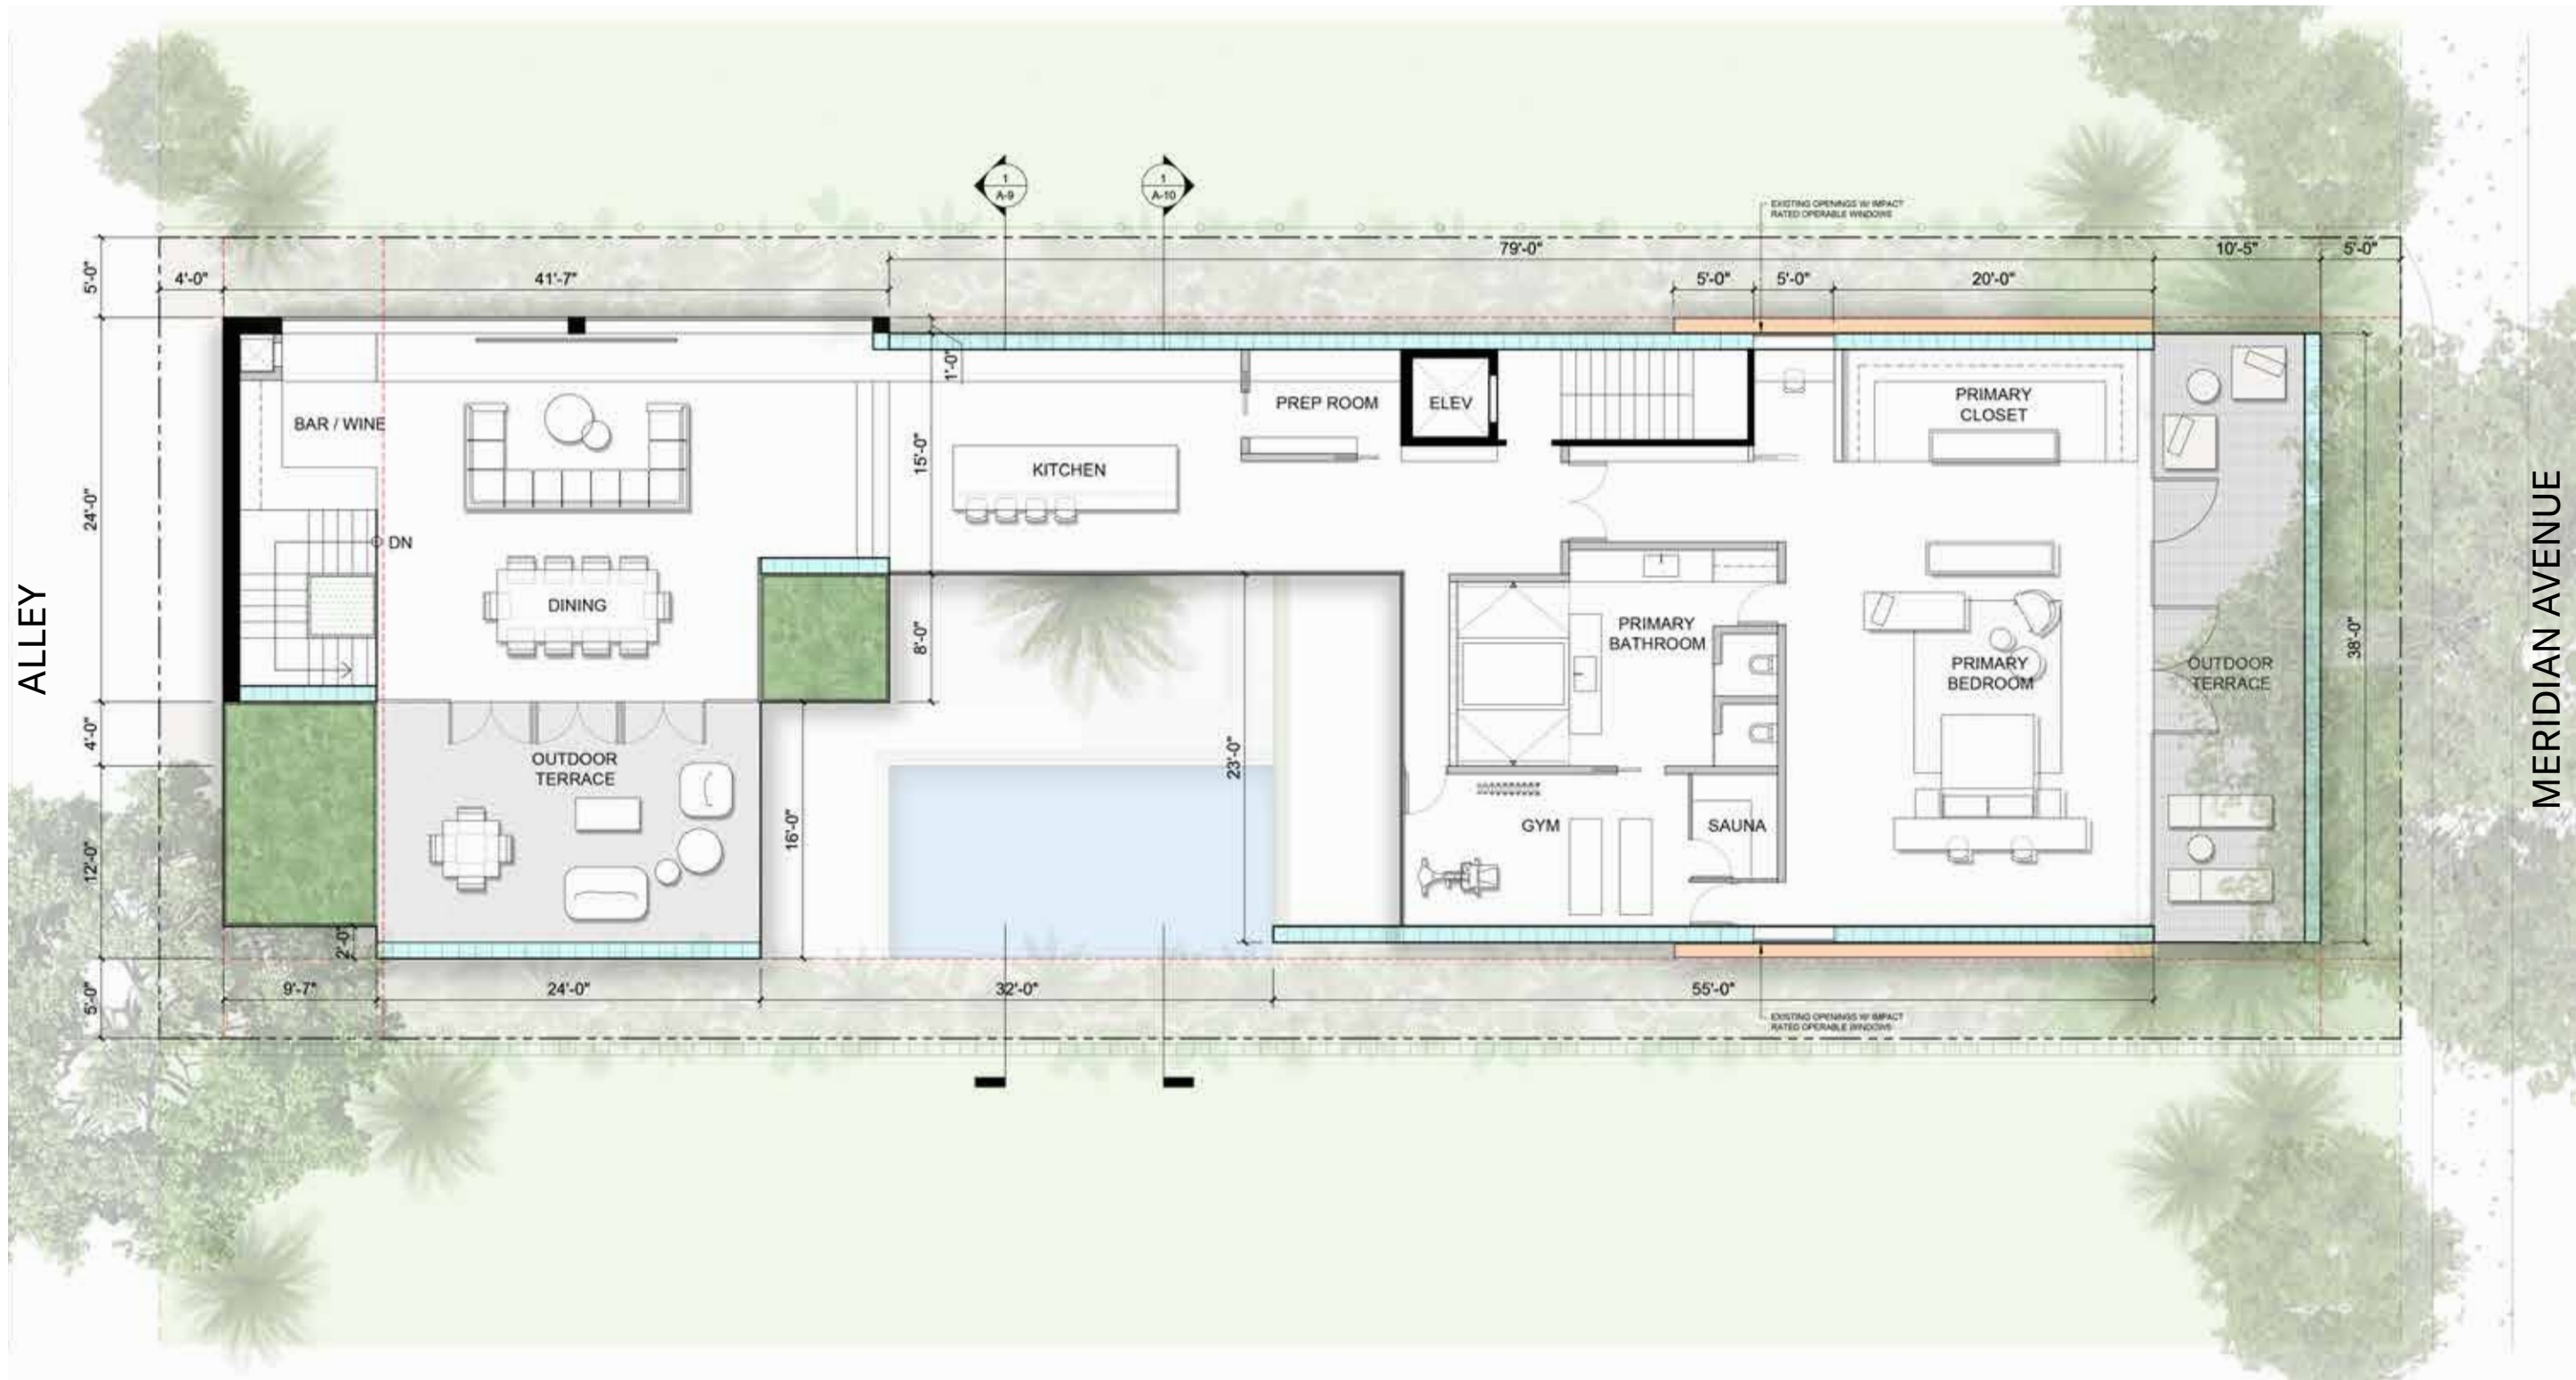 1
A-9
1
A-10
EXISTING OPENINGS W/ IMPACT
RATED OPERABLE WINDOWS
79'-0"
10'-5"
5'-0"
5'-0"
4'-0"
41'-7"
5'-0"
5'-0"
20'-0"
1'-0"
BAR / WINE
PREP ROOM
ELEV
PRIMARY
CLOSET
15'-0"
KITCHEN
24'-0"
DN
DINING
8'-0"
PRIMARY
BATHROOM
PRIMARY
BEDROOM
OUTDOOR
TERRACE
38'-0"
ALLEY
MERIDIAN AVENUE
4'-0"
OUTDOOR
TERRACE
23'-0"
16'-0"
GYM
SAUNA
12'-0"
2'-0"
5'-0"
9'-7"
24'-0"
32'-0"
55'-0"
EXISTING OPENINGS W/ IMPACT
RATED OPERABLE WINDOWS